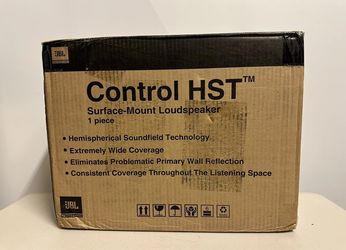 JBL
Control HST™
Surface-Mount Loudspeaker
1 piece
• Hemispherical Soundfield Technology
• Extremely Wide Coverage
• Eliminates Problematic Primary Wall Reflection
• Consistent Coverage Throughout The Listening Space
JBL